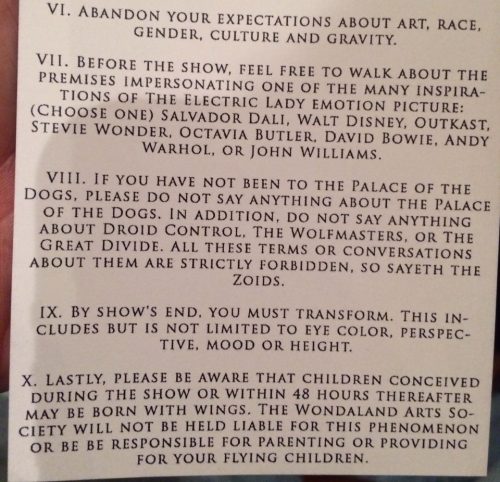 VI. ABANDON YOUR EXPECTATIONS ABOUT ART, RACE,
GENDER, CULTURE AND GRAVITY.
VII. BEFORE THE SHOW, FEEL FREE TO WALK ABOUT THE
PREMISES IMPERSONATING ONE OF THE MANY INSPIRA-
TIONS OF THE ELECTRIC LADY EMOTION PICTURE:
(CHOOSE ONE) SALVADOR DALI, WALT DISNEY, OUTKAST,
STEVIE WONDER, OCTAVIA BUTLER, DAVID BOWIE, ANDY
WARHOL, OR JOHN WILLIAMS.
VIII. IF YOU HAVE NOT BEEN TO THE PALACE OF THE
DOGS, PLEASE DO NOT SAY ANYTHING ABOUT THE PALACE
OF THE DOGS. IN ADDITION, DO NOT SAY ANYTHING
ABOUT DROID CONTROL, THE WOLFMASTERS, OR THE
GREAT DIVIDE. ALL THESE TERMS OR CONVERSATIONS
ABOUT THEM ARE STRICTLY FORBIDDEN, SO SAYETH THE
ZOIDS.
IX. BY SHOW'S END, YOU MUST TRANSFORM. THIS IN-
CLUDES BUT IS NOT LIMITED TO EYE COLOR, PERSPEC-
TIVE, MOOD OR HEIGHT.
X. LASTLY, PLEASE BE AWARE THAT CHILDREN CONCEIVED
DURING THE SHOW OR WITHIN 48 HOURS THEREAFTER
MAY BE BORN WITH WINGS. THE WONDALAND ARTS SO-
CIETY WILL NOT BE HELD LIABLE FOR THIS PHENOMENON
OR BE BE RESPONSIBLE FOR PARENTING OR PROVIDING
FOR YOUR FLYING CHILDREN.